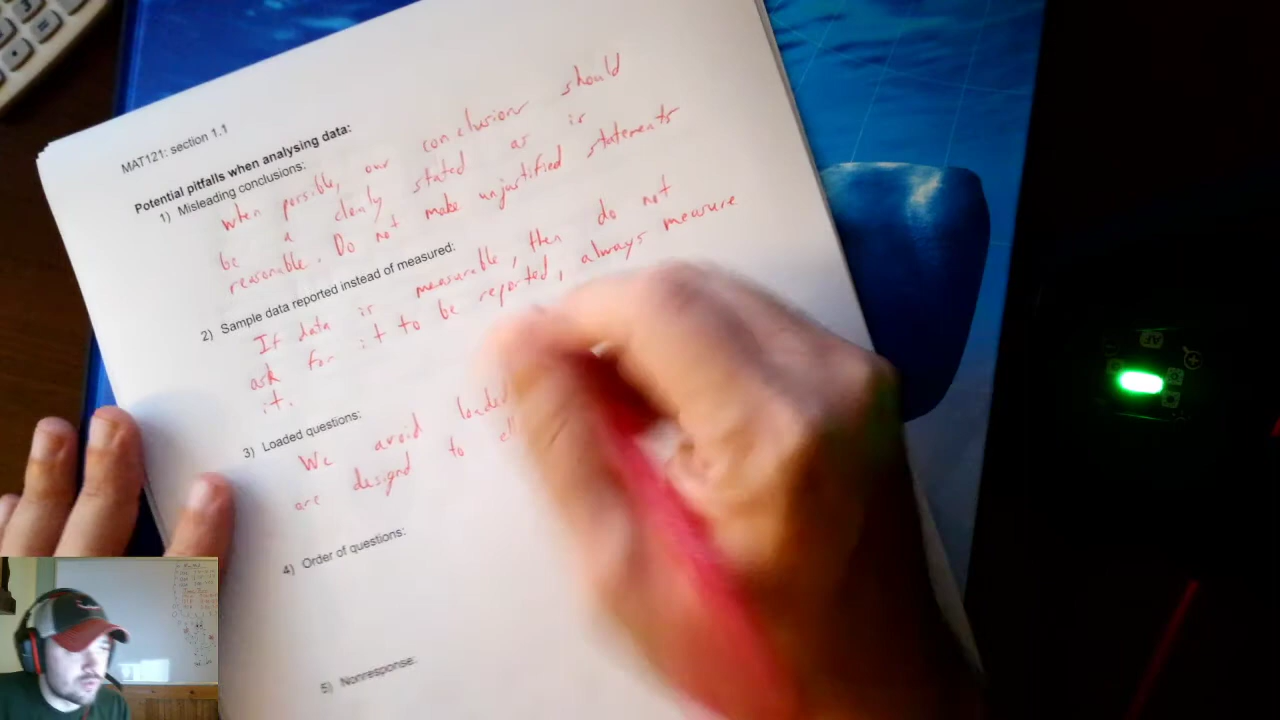 MAT121: section 1.1
Potential pitfalls when analysing data:
1) Misleading conclusions:
When possible, our conclusions should
be a clearly stated as is
reasonable. Do not make unjustified statements
2) Sample data reported instead of measured:
If data is measurable, then do not
ask for it to be reported, always measure
it.
3) Loaded questions:
We avoid loaded
are designd to
4) Order of questions:
5) Nonresponse: